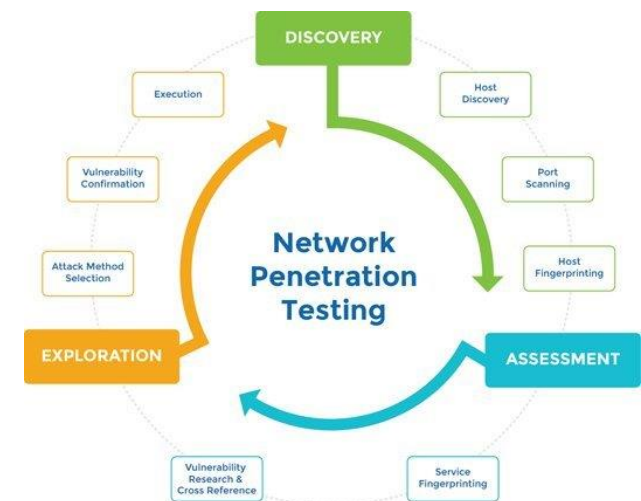 DISCOVERY
Host
Discovery
Port
Scanning
Host
Fingerprinting
ASSESSMENT
Service
Fingerprinting
Vulnerability
Research &
Cross Reference
EXPLORATION
Attack Method
Selection
Vulnerability
Confirmation
Execution
Network
Penetration
Testing